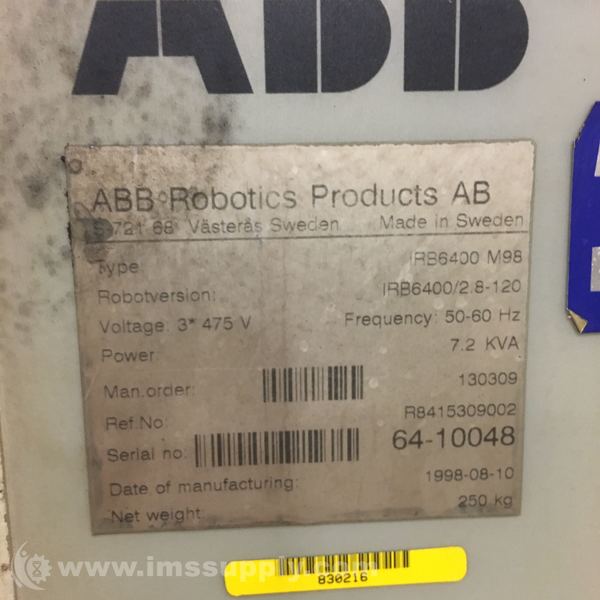 ABB
ABB Robotics Products AB
S-721 68 Västerås Sweden Made in Sweden
Type IRB6400 M98
Robotversion: IRB6400/2.8-120
Voltage: 3* 475 V Frequency: 50-60 Hz
Power 7.2 KVA
Man.order: 130309
Ref.No: R8415309002
Serial no: 64-10048
Date of manufacturing: 1998-08-10
Net weight: 250 kg
www.imssupply.com
830216